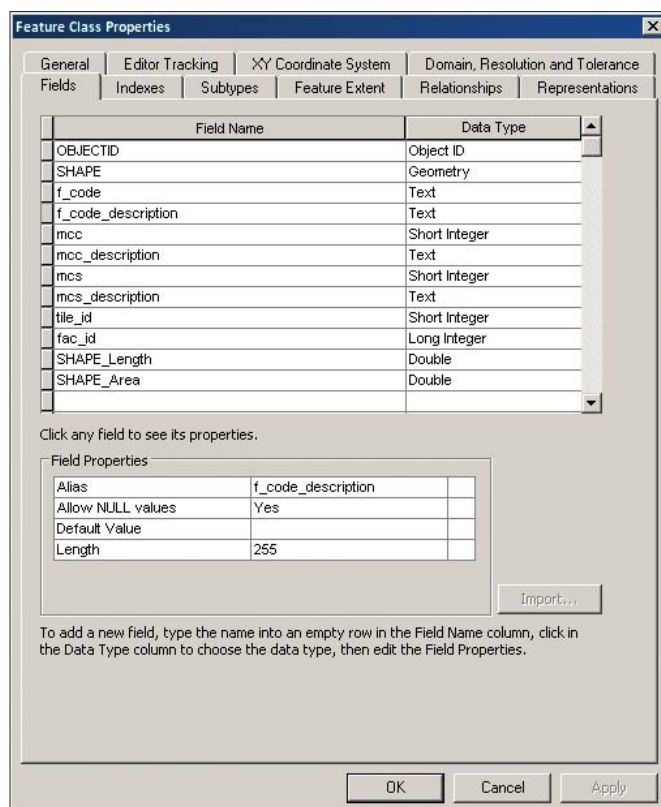 Feature Class Properties
General Editor Tracking XY Coordinate System Domain, Resolution and Tolerance
Fields Indexes Subtypes Feature Extent Relationships Representations
Field Name Data Type
OBJECTID Object ID
SHAPE Geometry
f_code Text
f_code_description Text
mcc Short Integer
mcc_description Text
mcs Short Integer
mcs_description Text
tile_id Short Integer
fac_id Long Integer
SHAPE_Length Double
SHAPE_Area Double
Click any field to see its properties.
Field Properties
Alias f_code_description
Allow NULL values Yes
Default Value
Length 255
Import...
To add a new field, type the name into an empty row in the Field Name column, click in
the Data Type column to choose the data type, then edit the Field Properties.
OK Cancel Apply